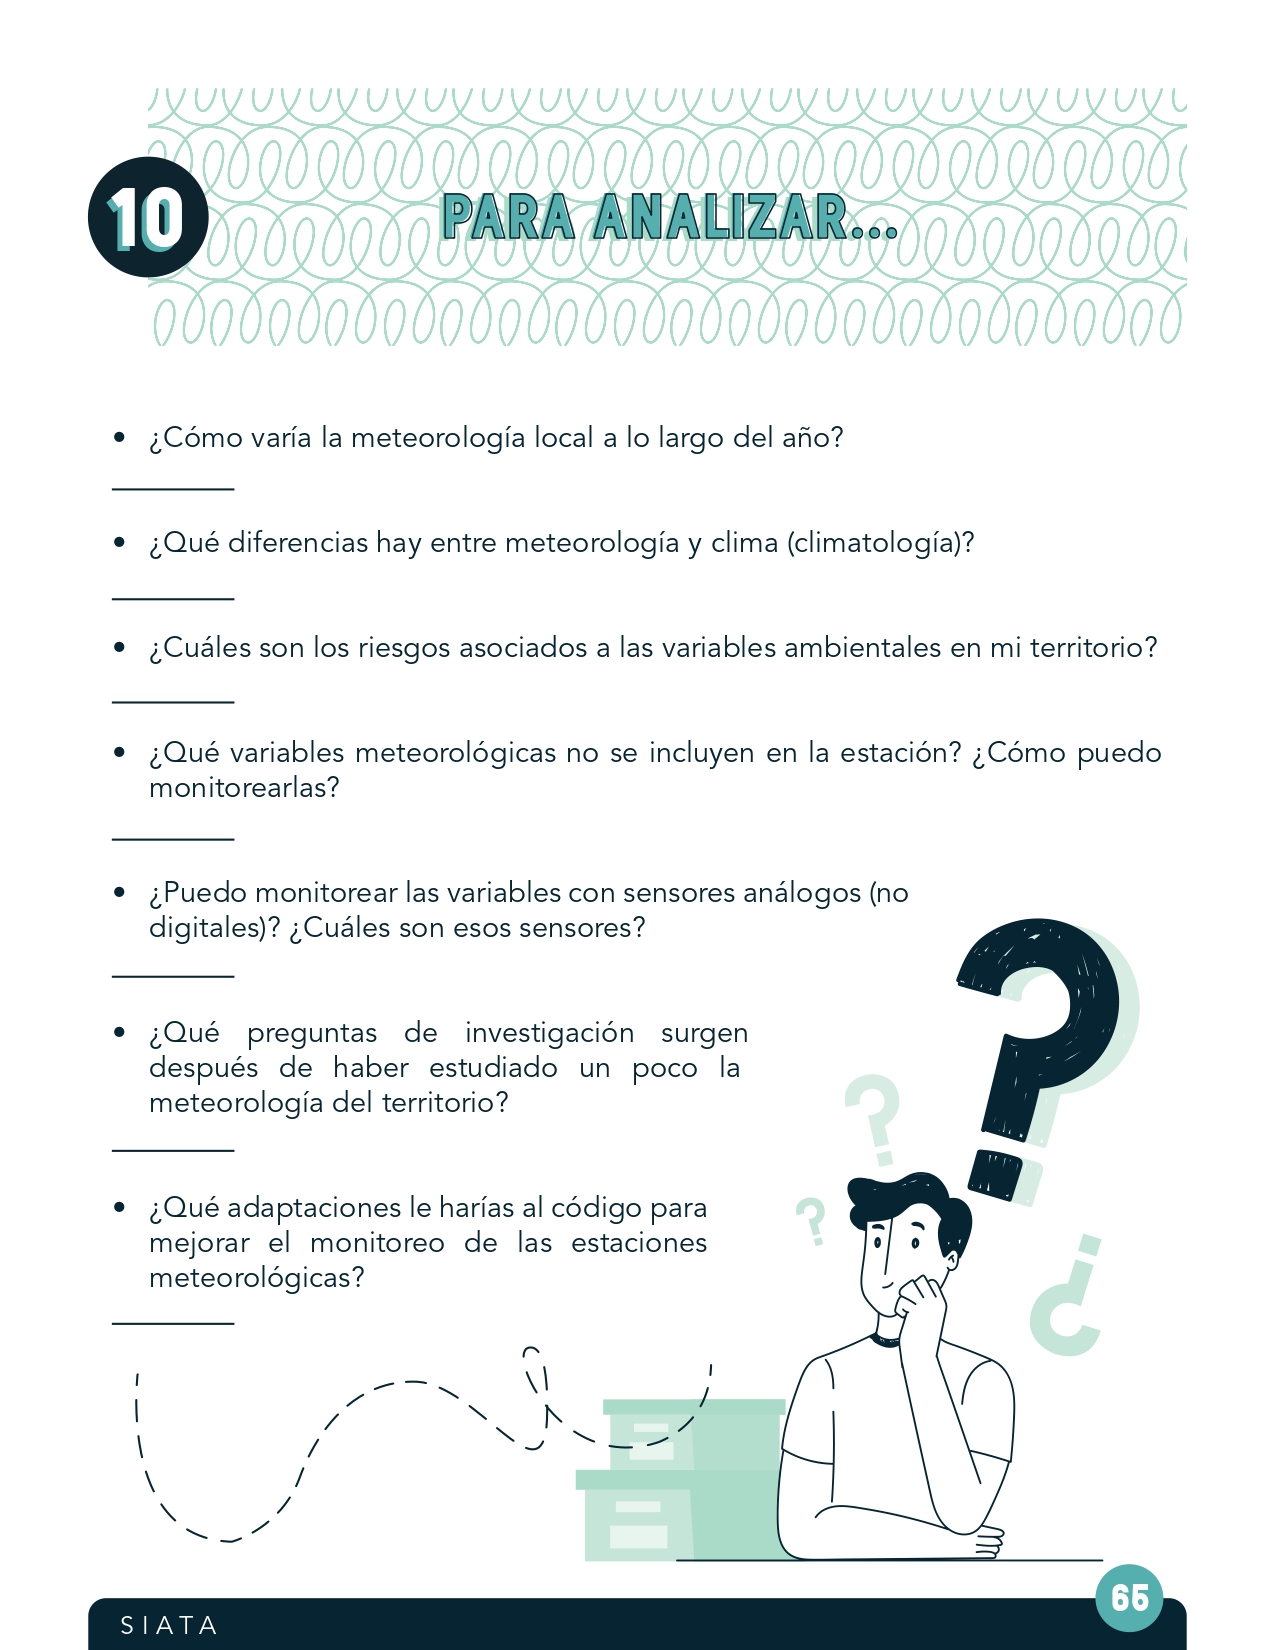 10
PARA ANALIZAR...
• ¿Cómo varía la meteorología local a lo largo del año?
• ¿Qué diferencias hay entre meteorología y clima (climatología)?
• ¿Cuáles son los riesgos asociados a las variables ambientales en mi territorio?
• ¿Qué variables meteorológicas no se incluyen en la estación? ¿Cómo puedo
monitorearlas?
• ¿Puedo monitorear las variables con sensores análogos (no
digitales)? ¿Cuáles son esos sensores?
• ¿Qué preguntas de investigación surgen
después de haber estudiado un poco la
meteorología del territorio?
• ¿Qué adaptaciones le harías al código para
mejorar el monitoreo de las estaciones
meteorológicas?
?
?
?
¿
65
SIATA